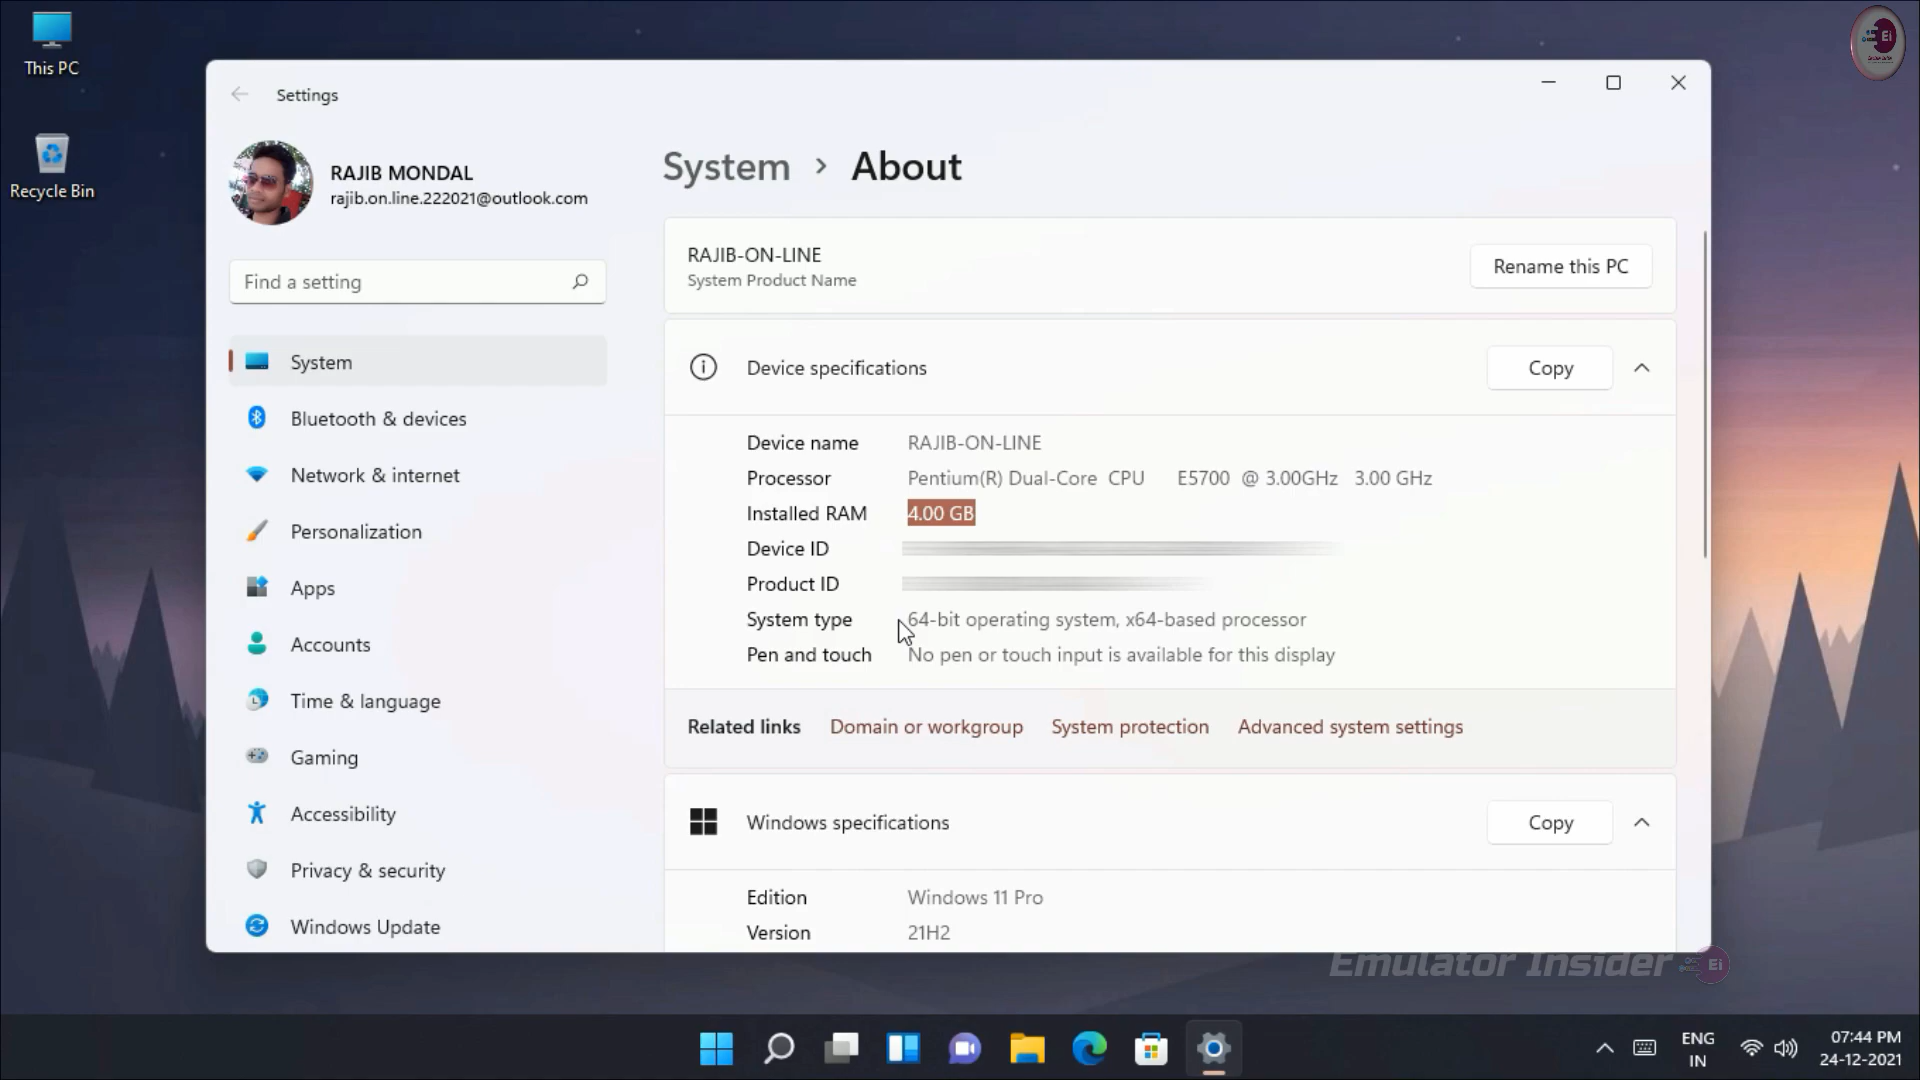 This PC
Recycle Bin
Ei
Settings
RAJIB MONDAL
rajib.on.line.222021@outlook.com
Find a setting
System
Bluetooth & devices
Network & internet
Personalization
Apps
Accounts
Time & language
Gaming
Accessibility
Privacy & security
Windows Update
System > About
RAJIB-ON-LINE
System Product Name
Rename this PC
Device specifications
Copy
Device name RAJIB-ON-LINE
Processor Pentium(R) Dual-Core CPU E5700 @ 3.00GHz 3.00 GHz
Installed RAM 4.00 GB
Device ID
Product ID
System type 64-bit operating system, x64-based processor
Pen and touch No pen or touch input is available for this display
Related links Domain or workgroup System protection Advanced system settings
Windows specifications
Copy
Edition Windows 11 Pro
Version 21H2
Emulator Insider Ei
ENG
IN
07:44 PM
24-12-2021